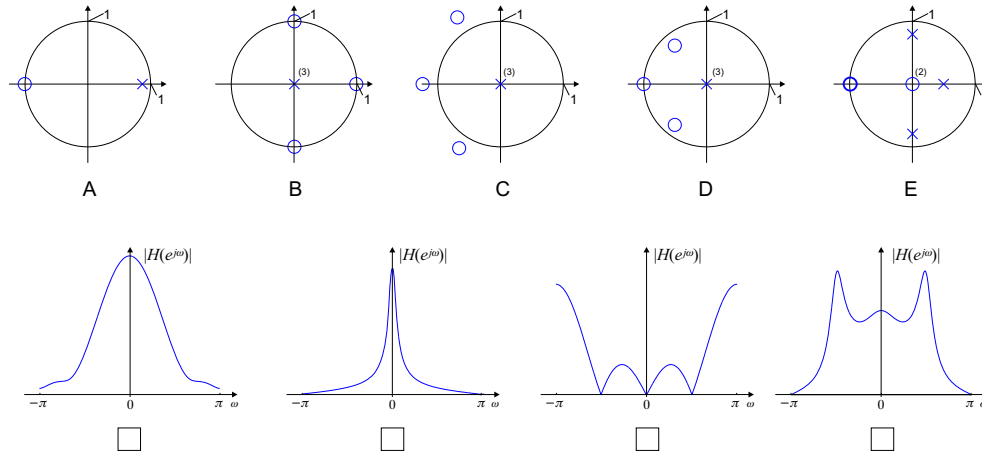 1 1 1 1 1
(3) (3) (3) (2)
1 1 1 1
A B C D E
|H(e^{jω})| |H(e^{jω})| |H(e^{jω})| |H(e^{jω})|
−π 0 π ω −π 0 π ω −π 0 π ω −π 0 π ω